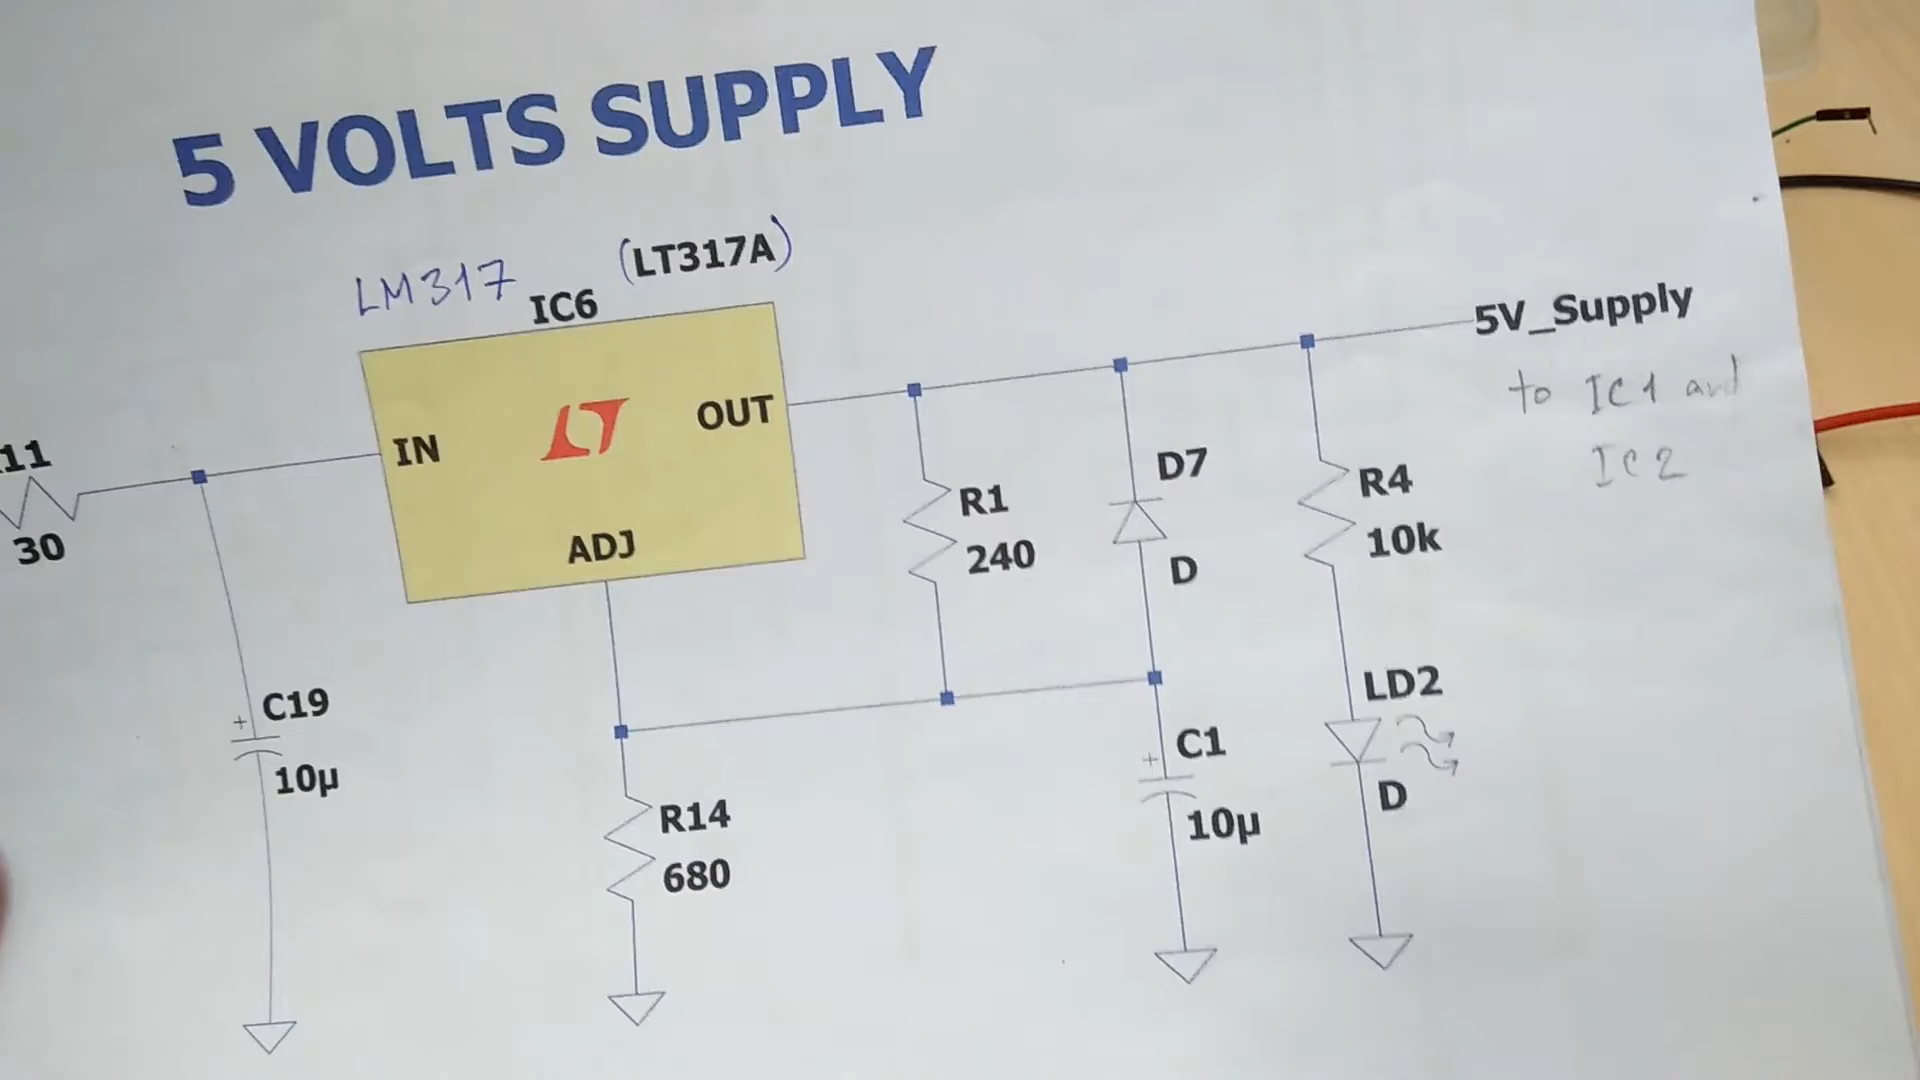 5 VOLTS SUPPLY
LM317
(LT317A)
IC6
5V_Supply
to IC1 and
IC2
IN
OUT
ADJ
11
30
R1
240
D7
D
R4
10k
C19
+
10µ
R14
680
C1
+
10µ
LD2
D